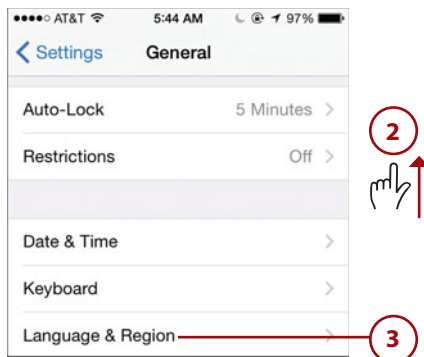 AT&T 5:44 AM 97%
Settings General
Auto-Lock 5 Minutes
Restrictions Off
2
Date & Time
Keyboard
Language & Region
3